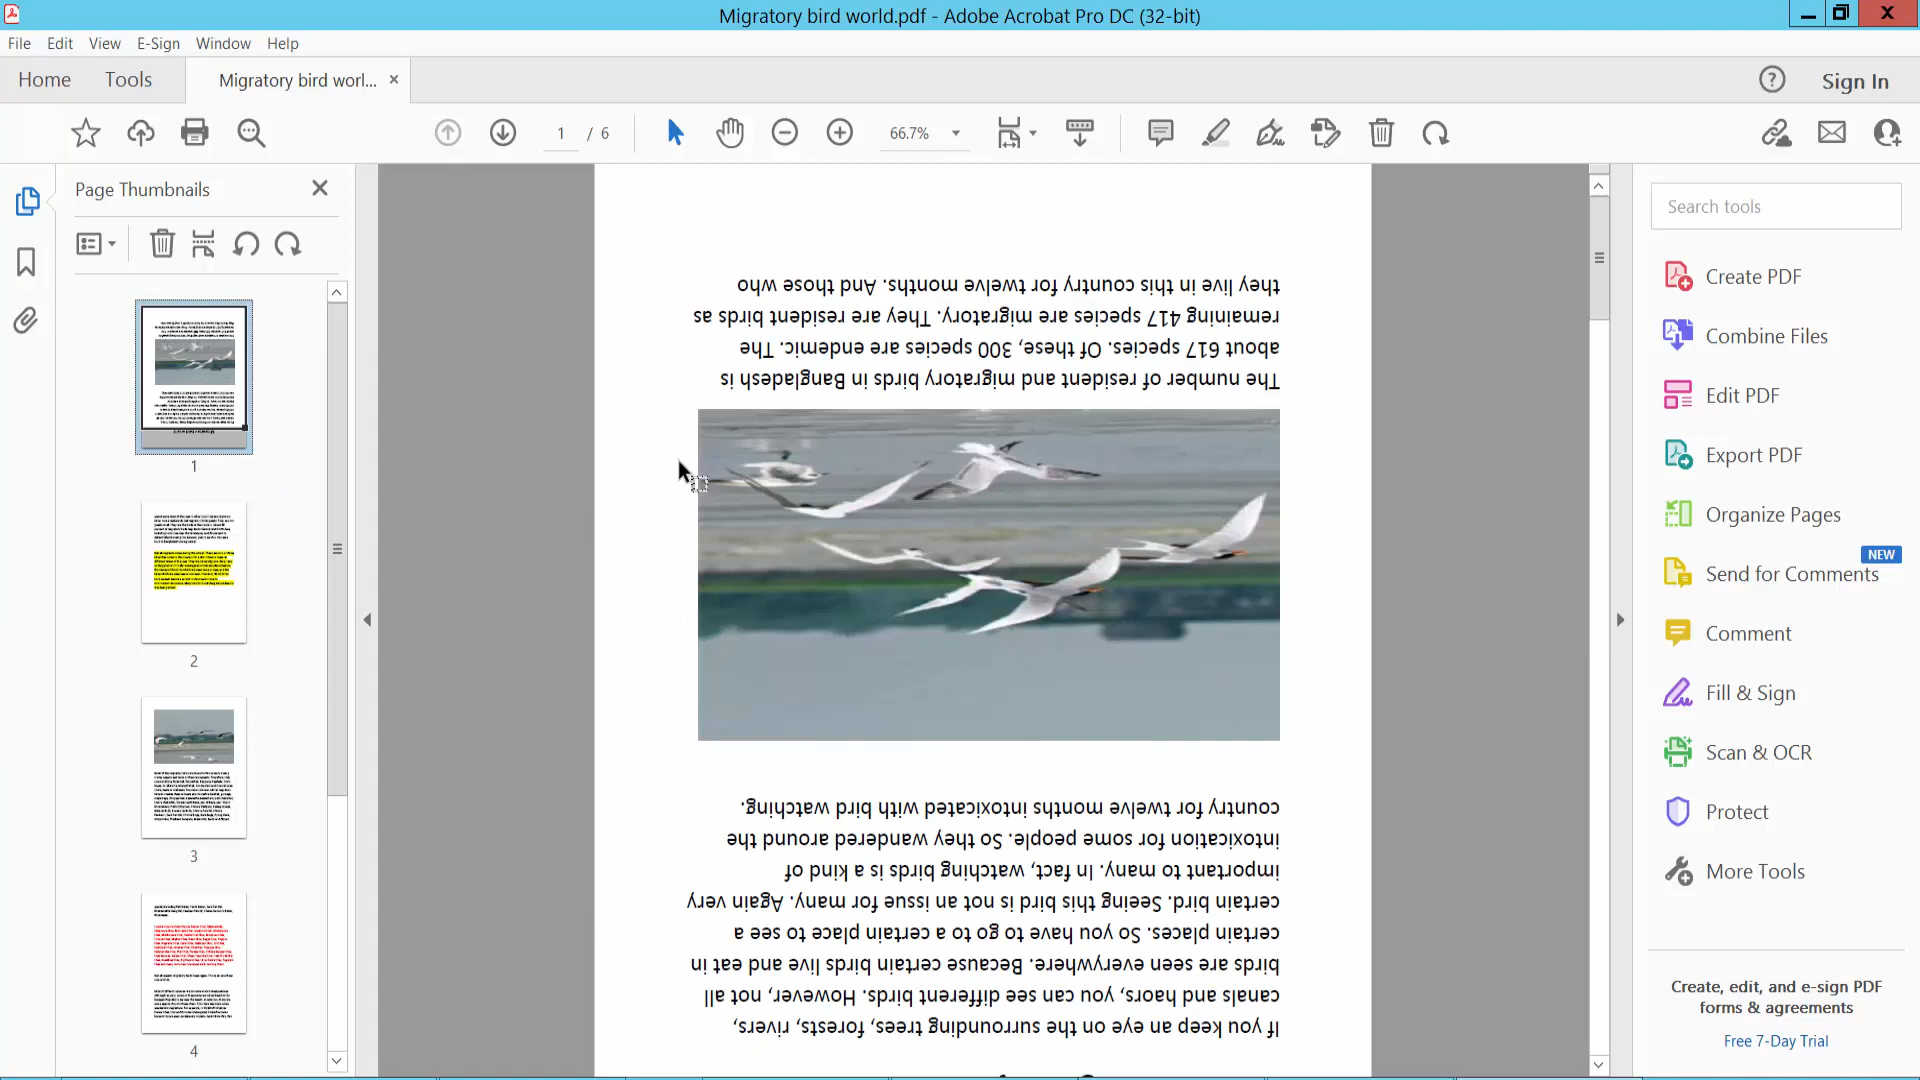 Migratory bird world.pdf - Adobe Acrobat Pro DC (32-bit)
File Edit View E-Sign Window Help
Home Tools Migratory bird worl... × Sign In
1 / 6 66.7%
Page Thumbnails
1
2
3
4
If you keep an eye on the surrounding trees, forests, rivers,
canals and haors, you can see different birds. However, not all
birds are seen everywhere. Because certain birds live and eat in
certain places. So you have to go to a certain place to see a
certain bird. Seeing this bird is not an issue for many. Again very
important to many. In fact, watching birds is a kind of
intoxication for some people. So they wandered around the
country for twelve months intoxicated with bird watching.
The number of resident and migratory birds in Bangladesh is
about 617 species. Of these, 300 species are endemic. The
remaining 417 species are migratory. They are resident birds as
they live in this country for twelve months. And those who
Search tools
Create PDF
Combine Files
Edit PDF
Export PDF
Organize Pages
NEW
Send for Comments
Comment
Fill & Sign
Scan & OCR
Protect
More Tools
Create, edit, and e-sign PDF
forms & agreements
Free 7-Day Trial